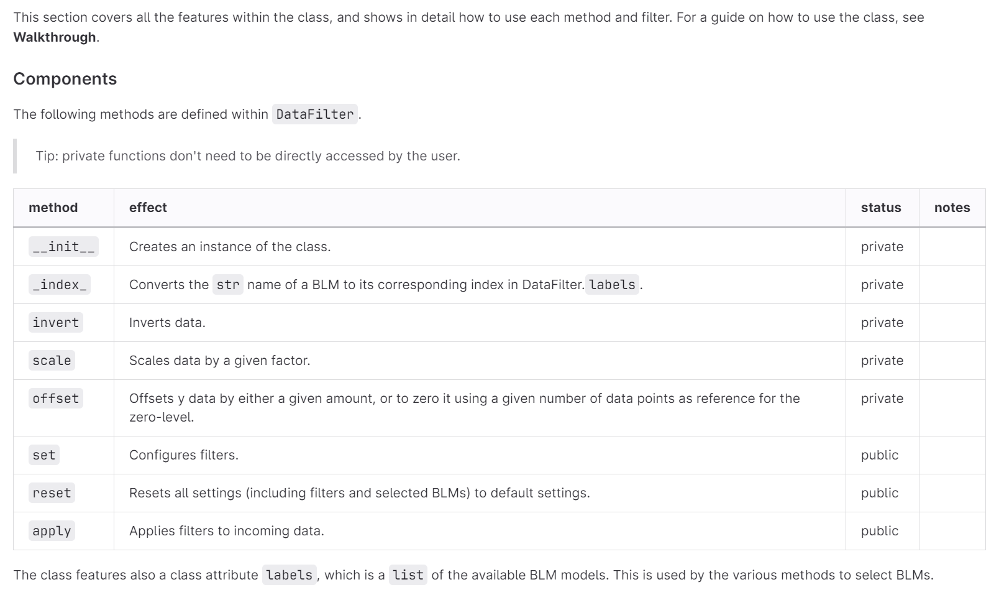 This section covers all the features within the class, and shows in detail how to use each method and filter. For a guide on how to use the class, see
Walkthrough.
Components
The following methods are defined within DataFilter.
Tip: private functions don't need to be directly accessed by the user.
method effect status notes
__init__ Creates an instance of the class. private
_index_ Converts the str name of a BLM to its corresponding index in DataFilter.labels. private
invert Inverts data. private
scale Scales data by a given factor. private
offset Offsets y data by either a given amount, or to zero it using a given number of data points as reference for the private
zero-level.
set Configures filters. public
reset Resets all settings (including filters and selected BLMs) to default settings. public
apply Applies filters to incoming data. public
The class features also a class attribute labels, which is a list of the available BLM models. This is used by the various methods to select BLMs.